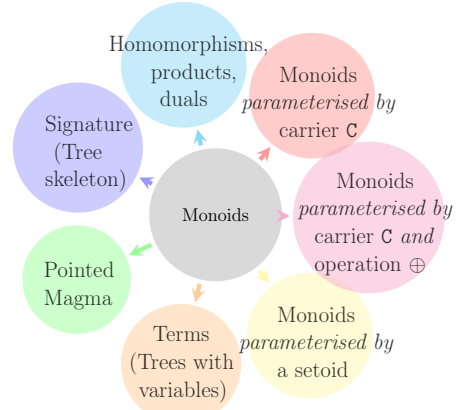 Homomorphisms,
products,
duals
Monoids
parameterised by
carrier C
Signature
(Tree
skeleton)
Monoids
Monoids
parameterised by
carrier C and
operation ⊕
Pointed
Magma
Terms
(Trees with
variables)
Monoids
parameterised by
a setoid